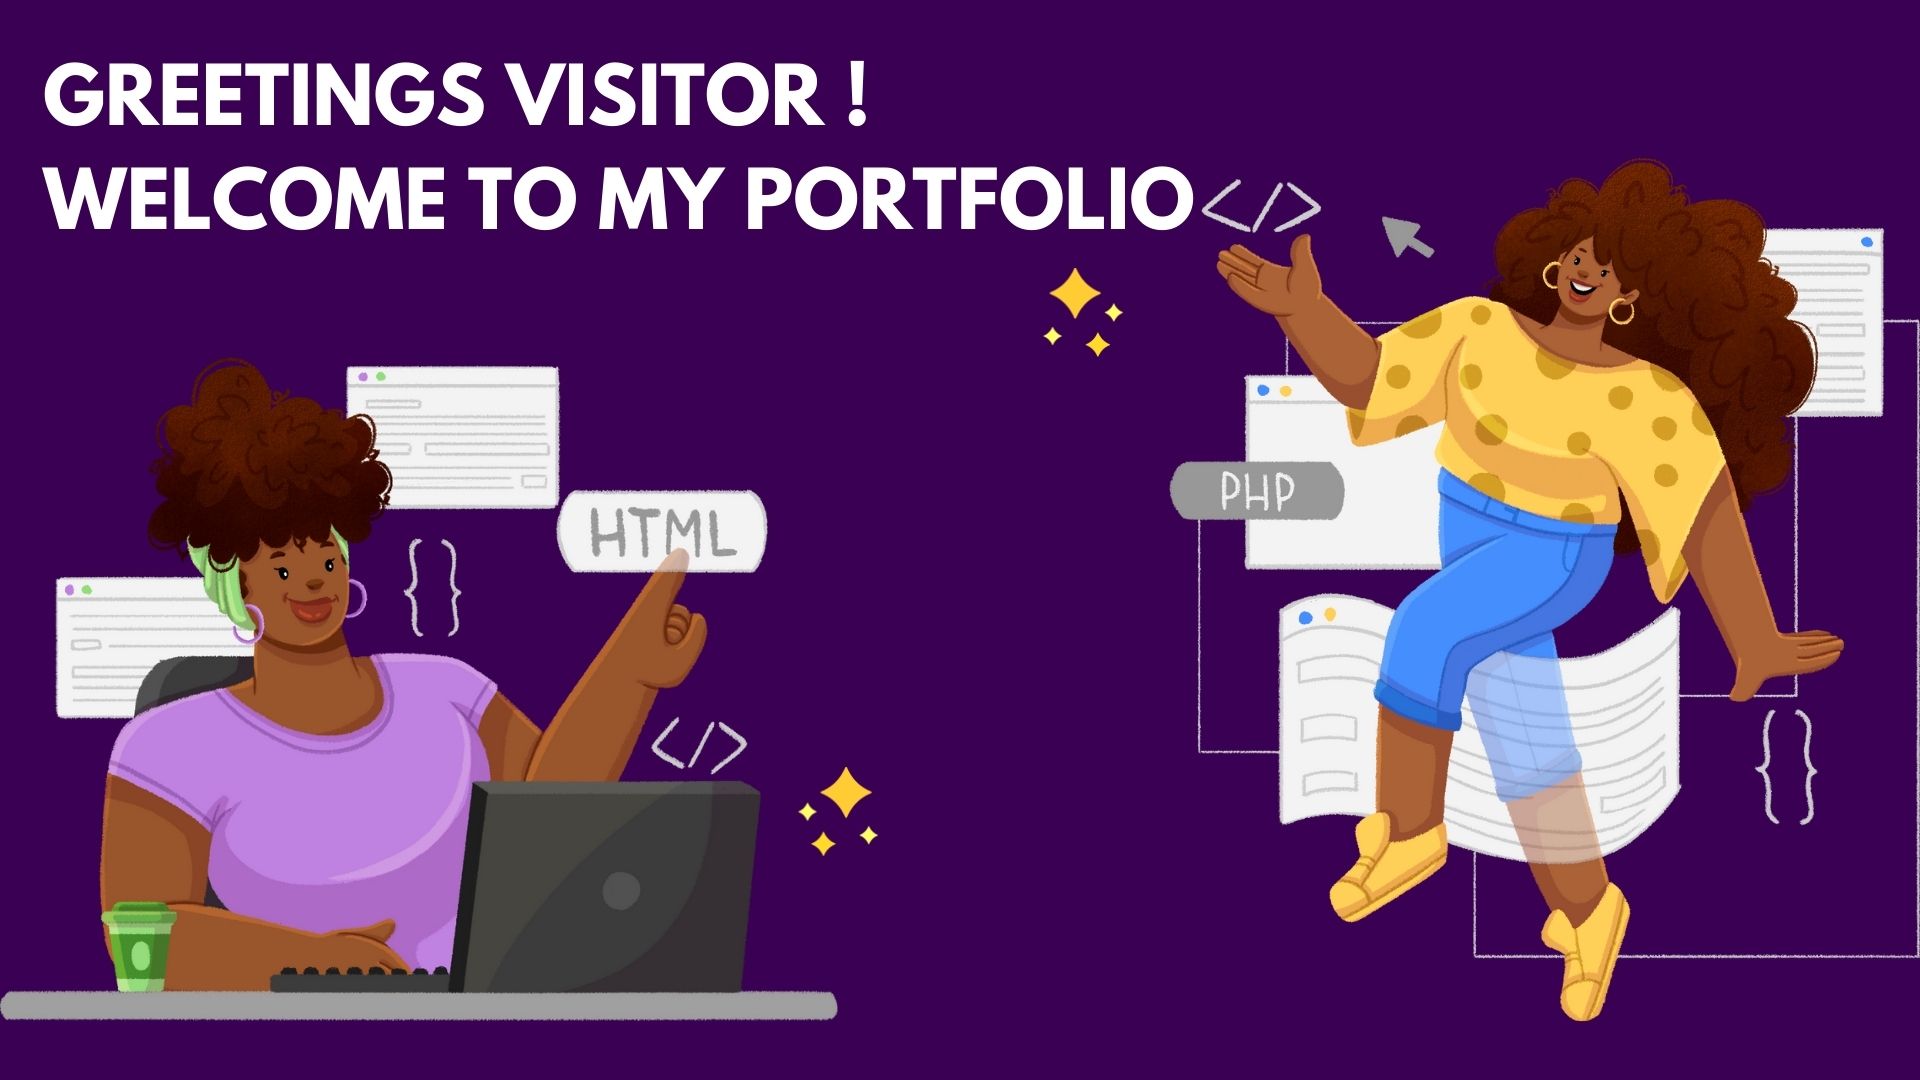 GREETINGS VISITOR !
WELCOME TO MY PORTFOLIO
</>
HTML
{ }
PHP
</>
{ }